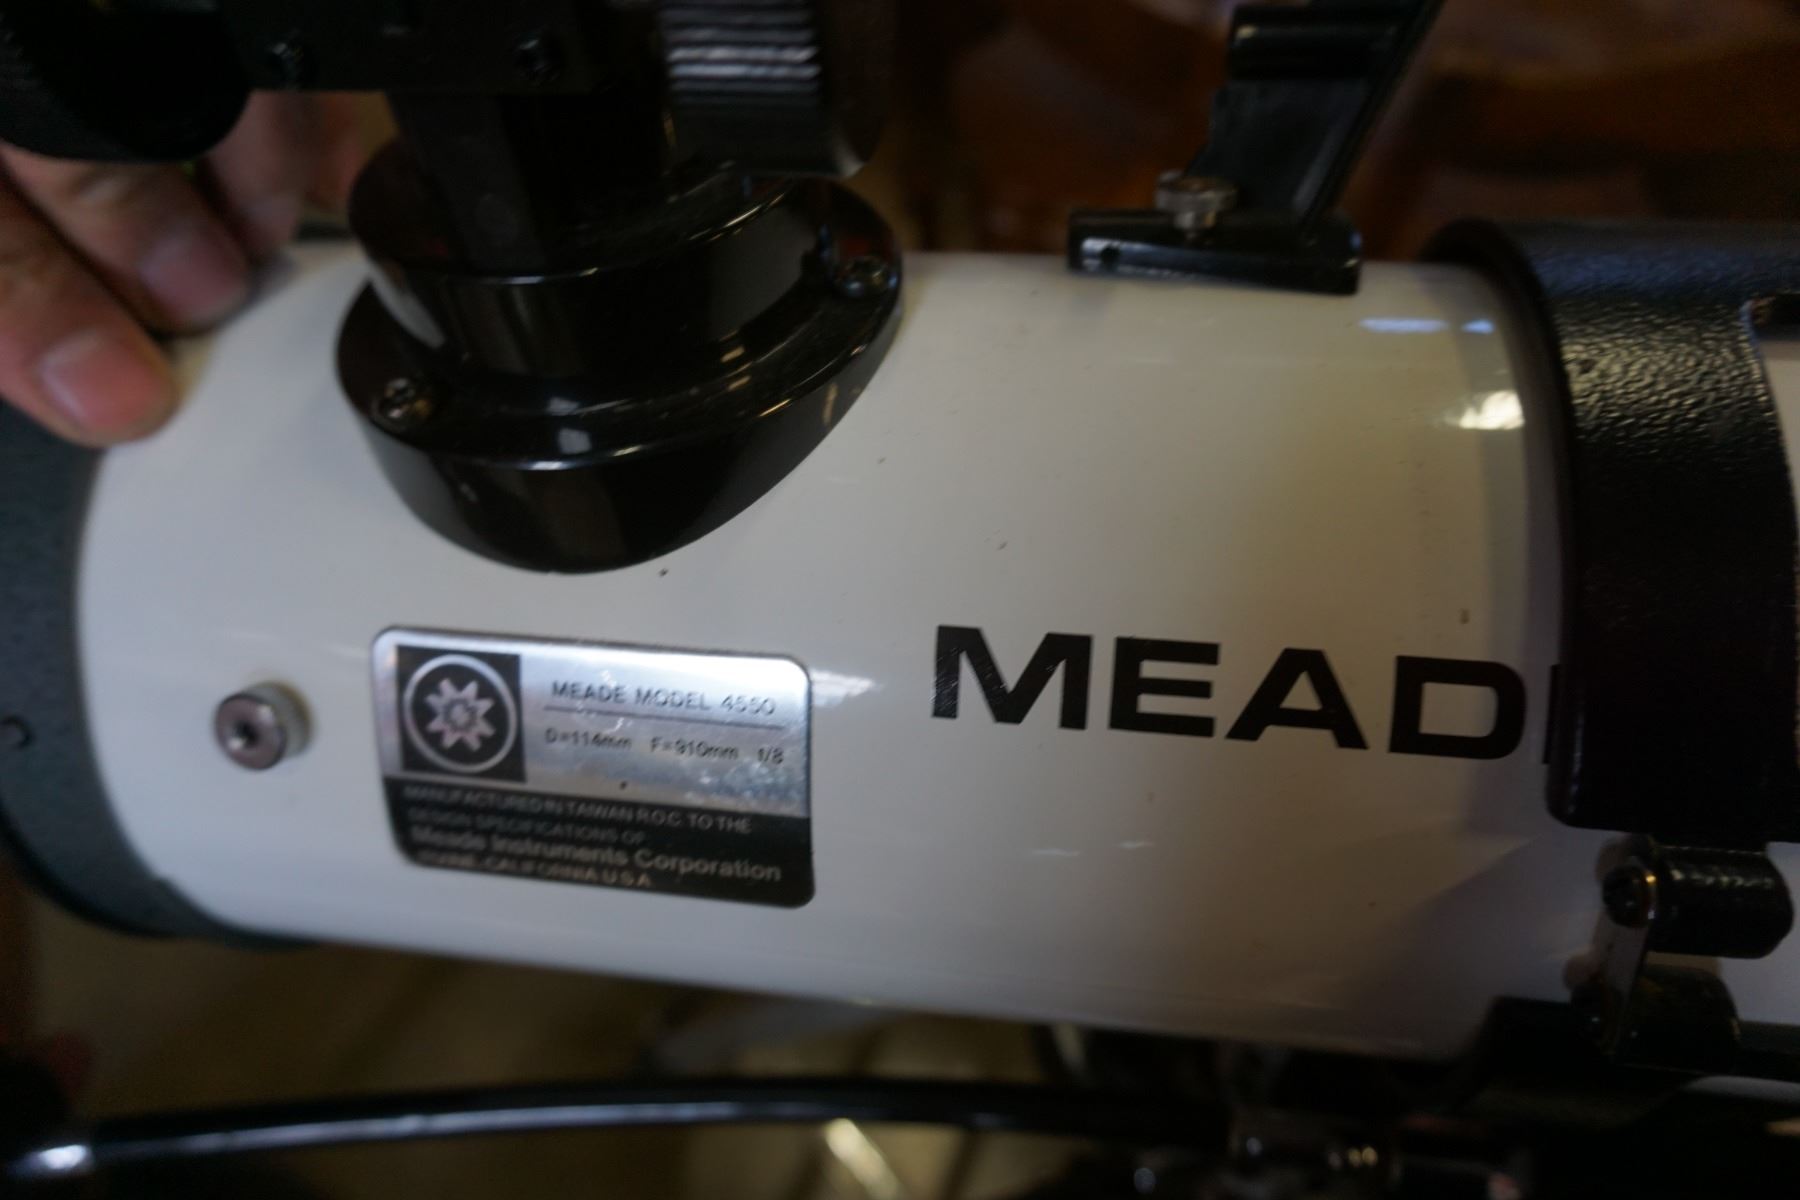 MEADE MODEL 4550
D=114mm F=910mm f/8
MANUFACTURED IN TAIWAN R.O.C. TO THE
DESIGN SPECIFICATIONS OF
Meade Instruments Corporation
IRVINE, CALIFORNIA U.S.A.
MEAD